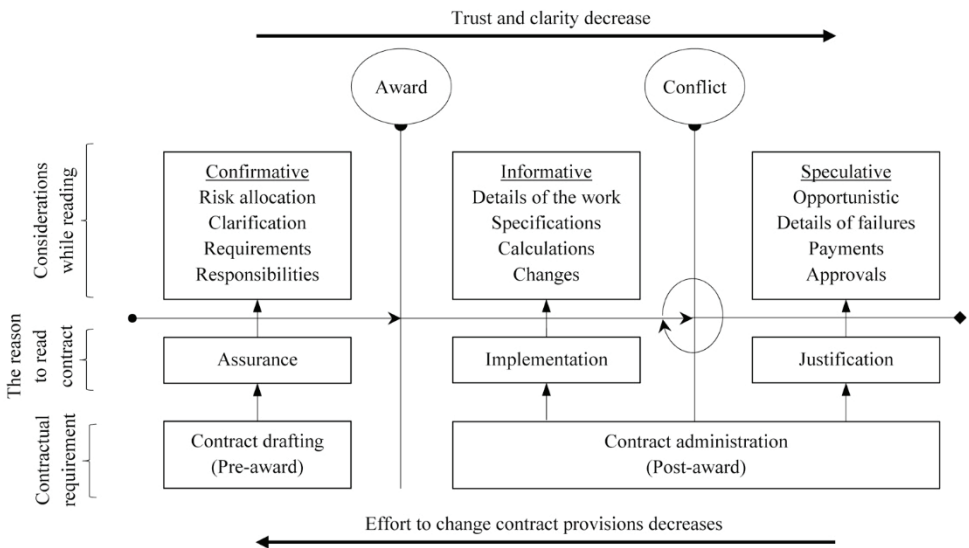 Trust and clarity decrease
Award
Conflict
Considerations
while reading
Confirmative
Risk allocation
Clarification
Requirements
Responsibilities
Informative
Details of the work
Specifications
Calculations
Changes
Speculative
Opportunistic
Details of failures
Payments
Approvals
The reason
to read
contract
Assurance
Implementation
Justification
Contractual
requirement
Contract drafting
(Pre-award)
Contract administration
(Post-award)
Effort to change contract provisions decreases